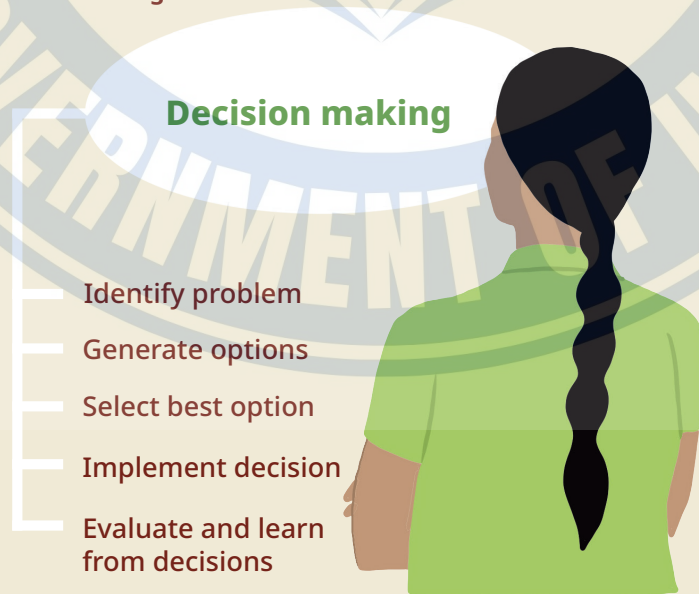 Decision making
Identify problem
Generate options
Select best option
Implement decision
Evaluate and learn
from decisions